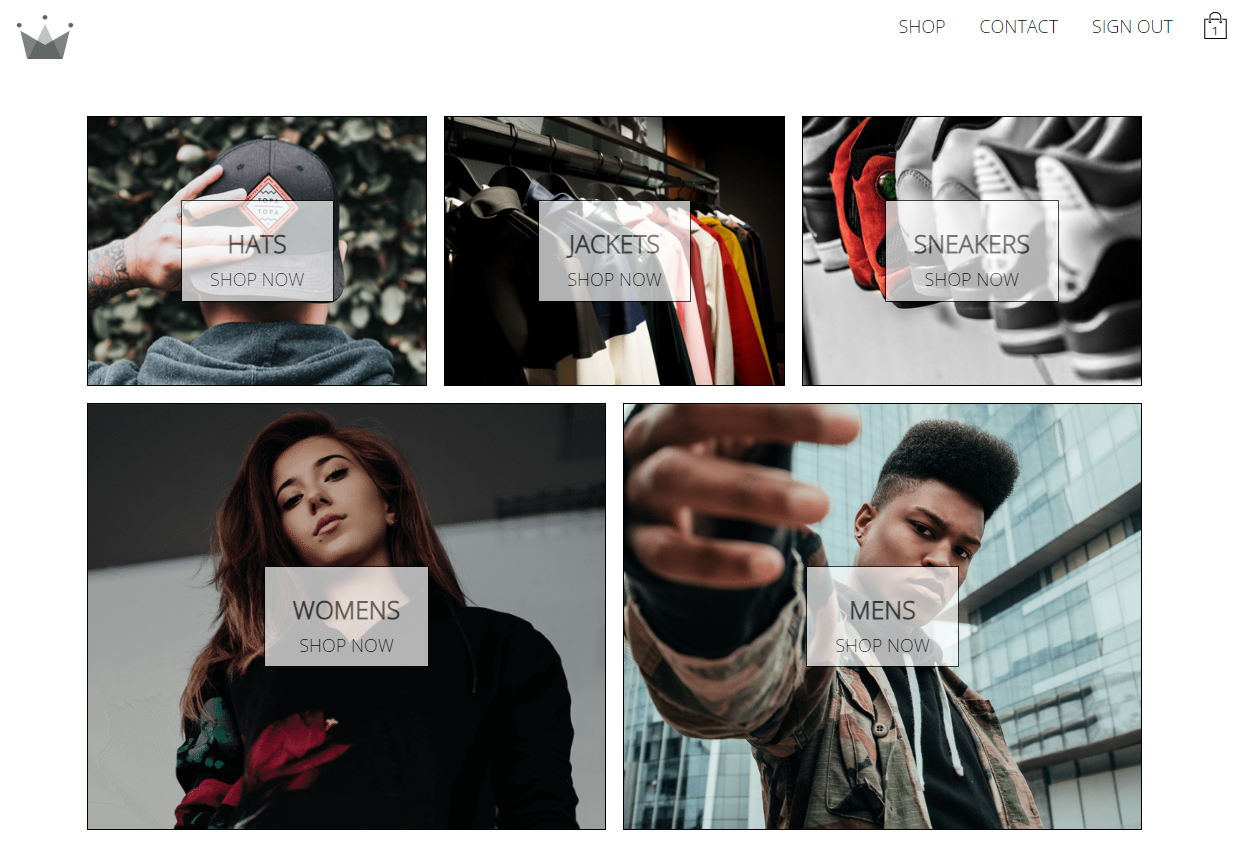 SHOP
CONTACT
SIGN OUT
1
TOPA
TOPA
HATS
SHOP NOW
JACKETS
SHOP NOW
SNEAKERS
SHOP NOW
WOMENS
SHOP NOW
MENS
SHOP NOW